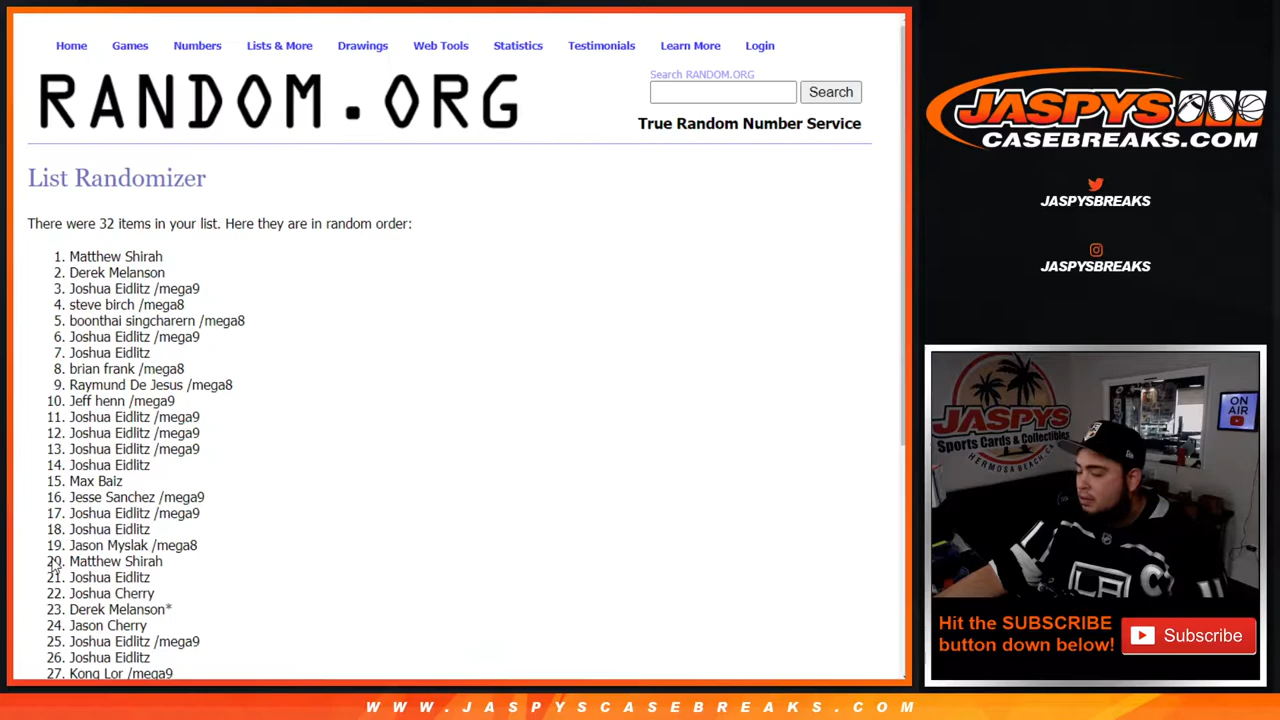 Home Games Numbers Lists & More Drawings Web Tools Statistics Testimonials Learn More Login
RANDOM.ORG
Search RANDOM.ORG
Search
True Random Number Service
List Randomizer
There were 32 items in your list. Here they are in random order:
1. Matthew Shirah
2. Derek Melanson
3. Joshua Eidlitz /mega9
4. steve birch /mega8
5. boonthai singcharern /mega8
6. Joshua Eidlitz /mega9
7. Joshua Eidlitz
8. brian frank /mega8
9. Raymund De Jesus /mega8
10. Jeff henn /mega9
11. Joshua Eidlitz /mega9
12. Joshua Eidlitz /mega9
13. Joshua Eidlitz /mega9
14. Joshua Eidlitz
15. Max Balz
16. Jesse Sanchez /mega9
17. Joshua Eidlitz /mega9
18. Joshua Eidlitz
19. Jason Myslak /mega8
20. Matthew Shirah
21. Joshua Eidlitz
22. Joshua Cherry
23. Derek Melanson*
24. Jason Cherry
25. Joshua Eidlitz /mega9
26. Joshua Eidlitz
27. Kong Lor /mega9
JASPYS
CASEBREAKS.COM
JASPYSBREAKS
JASPYSBREAKS
JASPYS
Sports Cards & Collectibles
HERMOSA BEACH, CA
ON AIR
LA
C
Hit the SUBSCRIBE
button down below!
Subscribe
WWW.JASPYSCASEBREAKS.COM